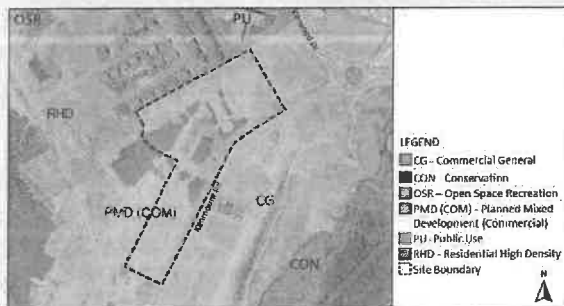 OSR
PU
RHD
PMD (COM)
CG
CON
LEGEND
CG - Commercial General
CON - Conservation
OSR - Open Space Recreation
PMD (COM) - Planned Mixed
Development (Commercial)
PU - Public Use
RHD - Residential High Density
Site Boundary
N